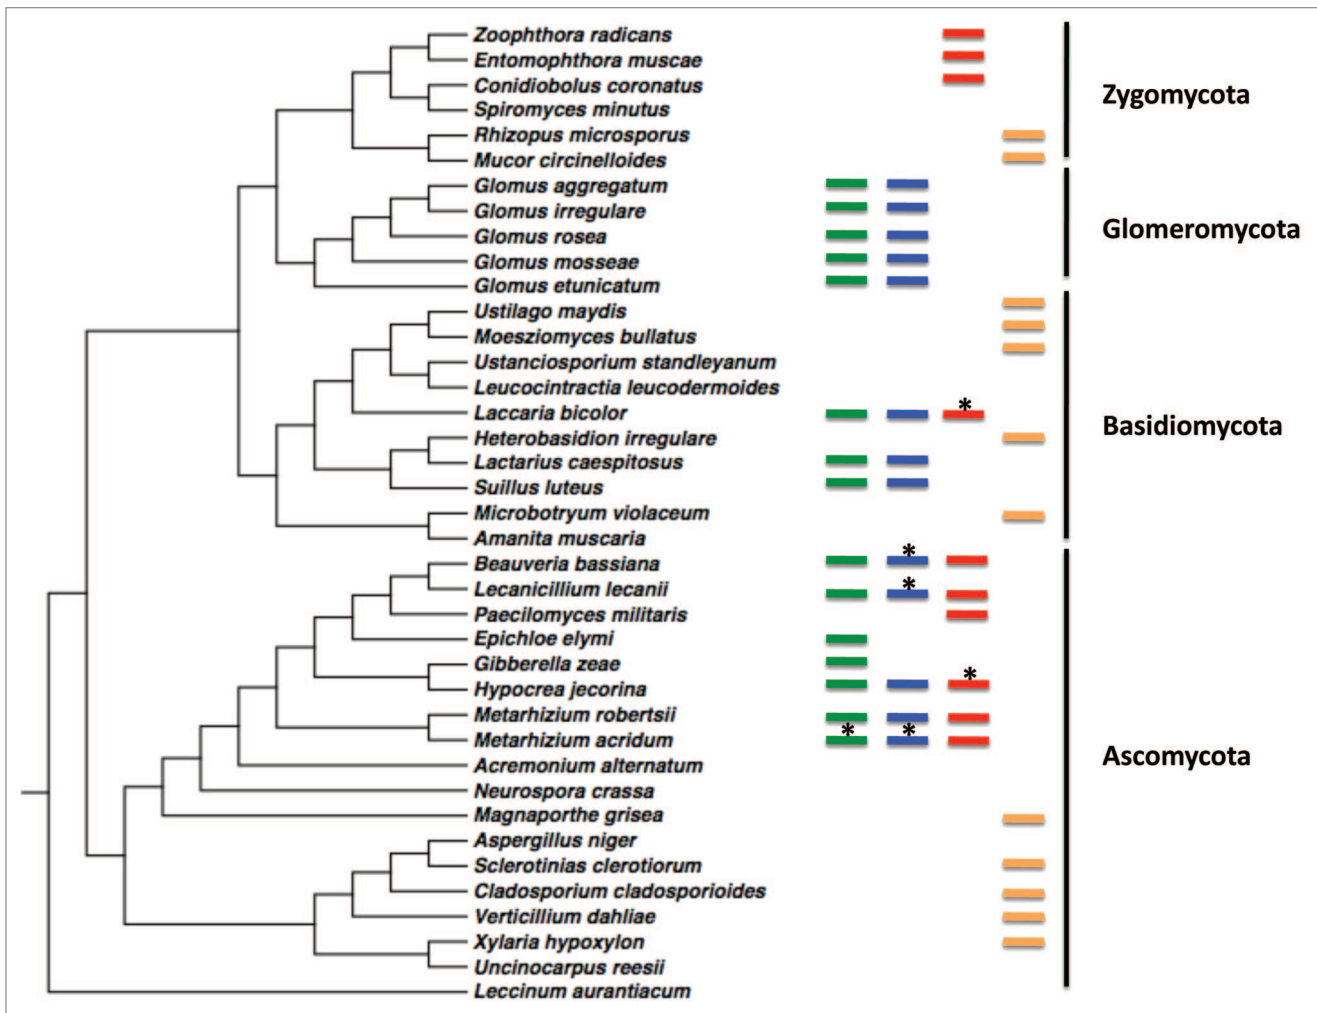 Zoophthora radicans
Entomophthora muscae
Conidiobolus coronatus
Spiromyces minutus
Rhizopus microsporus
Mucor circinelloides
Zygomycota
Glomus aggregatum
Glomus irregulare
Glomus rosea
Glomus mosseae
Glomus etunicatum
Glomeromycota
Ustilago maydis
Moesziomyces bullatus
Ustanciosporium standleyanum
Leucocintractia leucodermoides
Laccaria bicolor
*
Heterobasidion irregulare
Lactarius caespitosus
Suillus luteus
Microbotryum violaceum
Amanita muscaria
Basidiomycota
Beauveria bassiana
*
Lecanicillium lecanii
*
Paecilomyces militaris
Epichloe elymi
Gibberella zeae
Hypocrea jecorina
*
Metarhizium robertsii
Metarhizium acridum
* *
Acremonium alternatum
Neurospora crassa
Magnaporthe grisea
Aspergillus niger
Sclerotinias clerotiorum
Cladosporium cladosporioides
Verticillium dahliae
Xylaria hypoxylon
Uncinocarpus reesii
Leccinum aurantiacum
Ascomycota